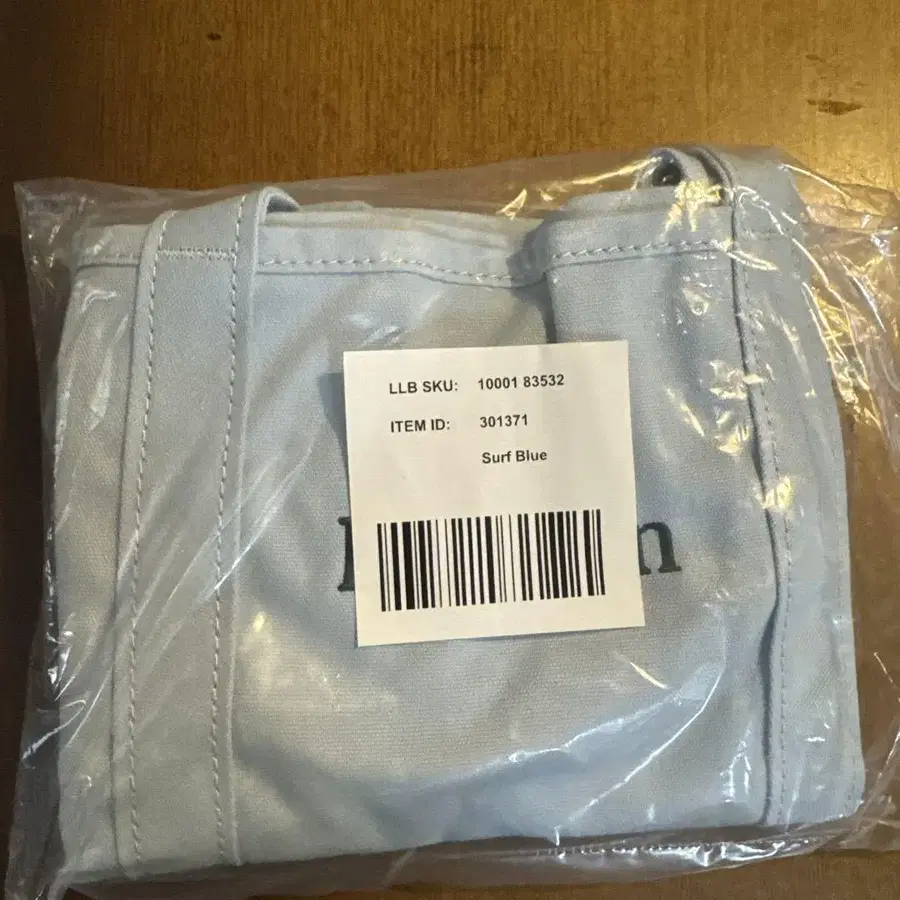 LLB SKU: 10001 83532
ITEM ID: 301371
Surf Blue